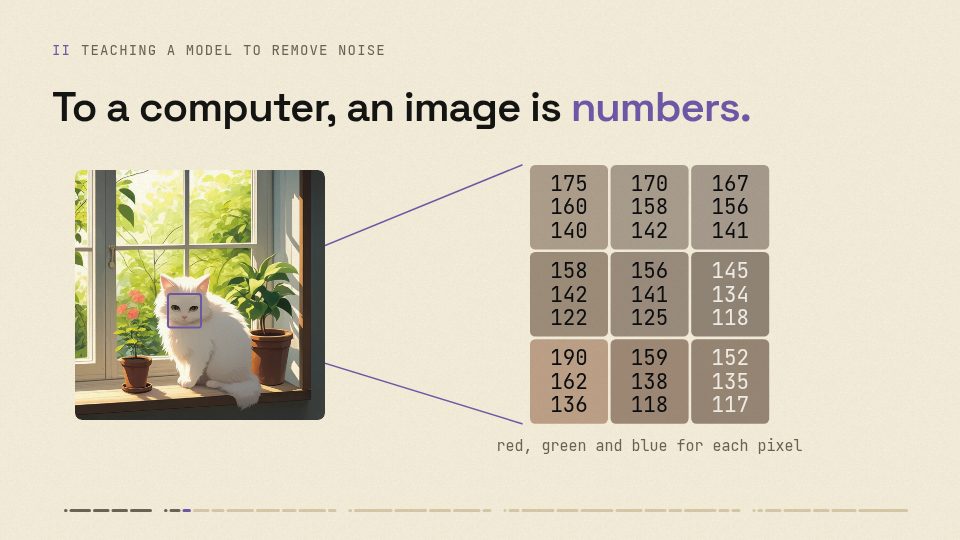 II TEACHING A MODEL TO REMOVE NOISE
To a computer, an image is numbers.
175 170 167
160 158 156
140 142 141
158 156 145
142 141 134
122 125 118
190 159 152
162 138 135
136 118 117
red, green and blue for each pixel